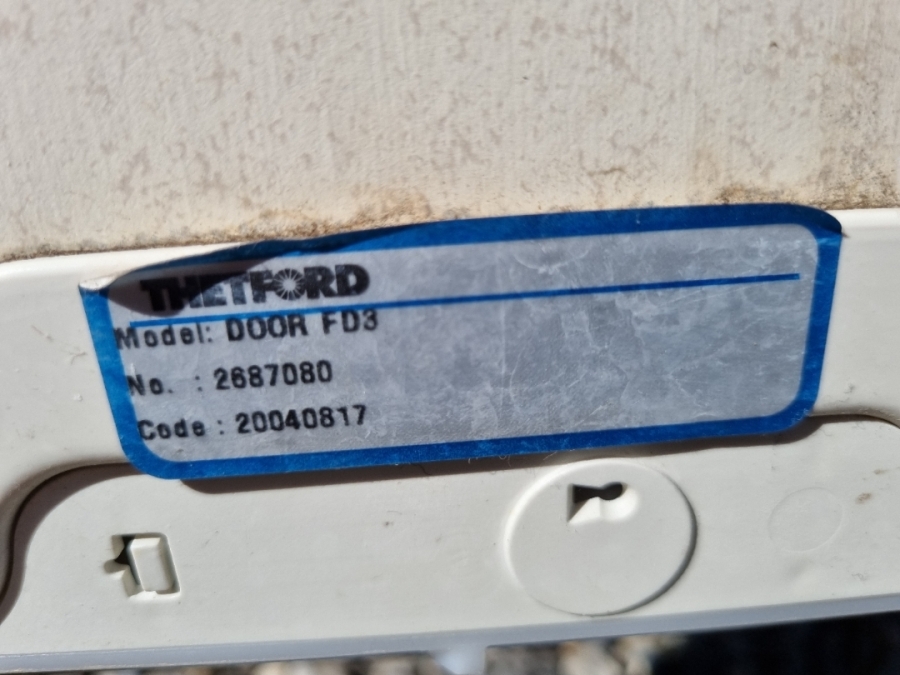 THETFORD
Model: DOOR FD3
No. : 2687080
Code : 20040817